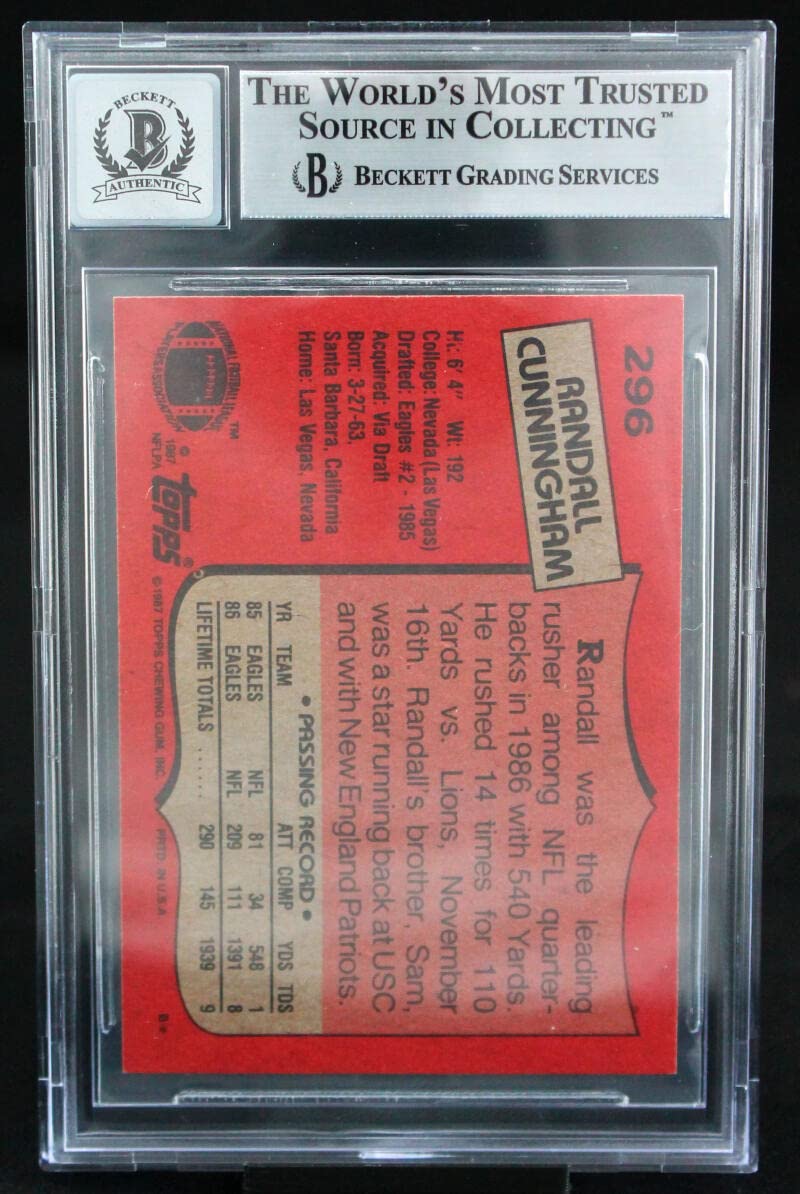 BECKETT
B
AUTHENTIC
THE WORLD'S MOST TRUSTED
SOURCE IN COLLECTING™
B BECKETT GRADING SERVICES
296
RANDALL
CUNNINGHAM
Ht: 6' 4" Wt: 192
College: Nevada (Las Vegas)
Drafted: Eagles #2 - 1985
Acquired: Via Draft
Born: 3-27-63,
Santa Barbara, California
Home: Las Vegas, Nevada
Randall was the leading
rusher among NFL quarter-
backs in 1986 with 540 Yards.
He rushed 14 times for 110
Yards vs. Lions, November
16th. Randall's brother, Sam,
was a star running back at USC
and with New England Patriots.
• PASSING RECORD •
YR TEAM ATT COMP YDS TDS
85 EAGLES NFL 81 34 548 1
86 EAGLES NFL 209 111 1391 8
LIFETIME TOTALS ...... 290 145 1939 9
TM
© 1987
NFLPA
topps®
©1987 TOPPS CHEWING GUM, INC. PRTD. IN U.S.A.